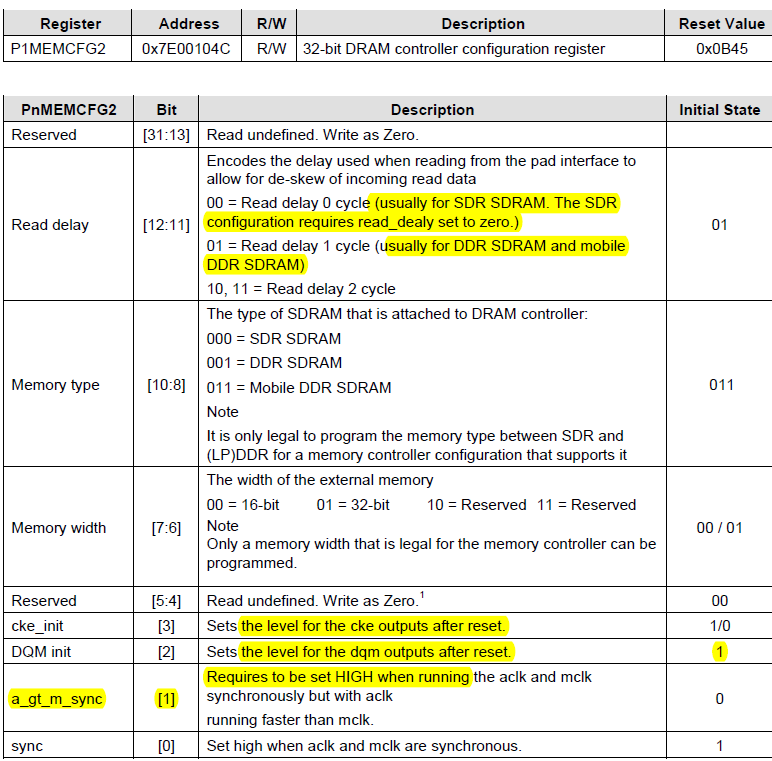 Register Address R/W Description Reset Value
P1MEMCFG2 0x7E00104C R/W 32-bit DRAM controller configuration register 0x0B45
PnMEMCFG2 Bit Description Initial State
Reserved [31:13] Read undefined. Write as Zero.
Read delay [12:11] Encodes the delay used when reading from the pad interface to
allow for de-skew of incoming read data
00 = Read delay 0 cycle (usually for SDR SDRAM. The SDR
configuration requires read_dealy set to zero.)
01 = Read delay 1 cycle (usually for DDR SDRAM and mobile
DDR SDRAM)
10, 11 = Read delay 2 cycle
01
Memory type [10:8] The type of SDRAM that is attached to DRAM controller:
000 = SDR SDRAM
001 = DDR SDRAM
011 = Mobile DDR SDRAM
Note
It is only legal to program the memory type between SDR and
(LP)DDR for a memory controller configuration that supports it
011
Memory width [7:6] The width of the external memory
00 = 16-bit 01 = 32-bit 10 = Reserved 11 = Reserved
Note
Only a memory width that is legal for the memory controller can be
programmed.
00 / 01
Reserved [5:4] Read undefined. Write as Zero.1 00
cke_init [3] Sets the level for the cke outputs after reset. 1/0
DQM init [2] Sets the level for the dqm outputs after reset. 1
a_gt_m_sync [1] Requires to be set HIGH when running the aclk and mclk
synchronously but with aclk
running faster than mclk.
0
sync [0] Set high when aclk and mclk are synchronous. 1